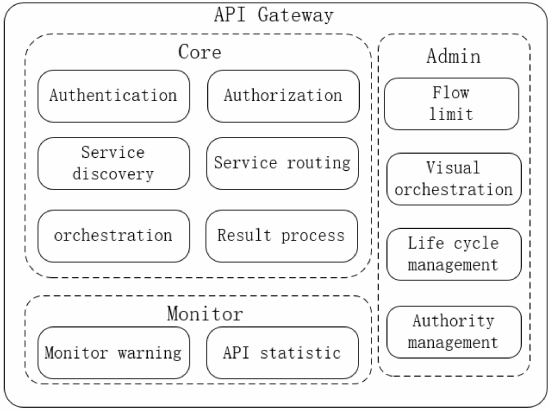 API Gateway
Core
Authentication
Authorization
Service
discovery
Service routing
orchestration
Result process
Monitor
Monitor warning
API statistic
Admin
Flow
limit
Visual
orchestration
Life cycle
management
Authority
management